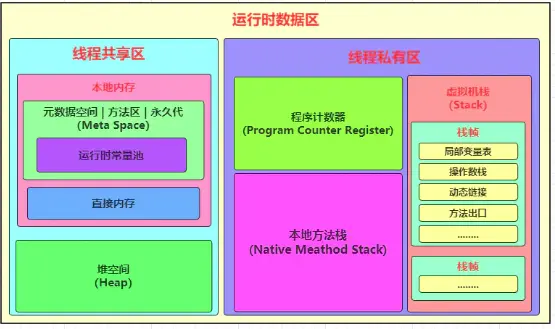 运行时数据区
线程共享区
本地内存
元数据空间 | 方法区 | 永久代
(Meta Space)
运行时常量池
直接内存
堆空间
(Heap)
线程私有区
程序计数器
(Program Counter Register)
本地方法栈
(Native Meathod Stack)
虚拟机栈
(Stack)
栈帧
局部变量表
操作数栈
动态链接
方法出口
........
栈帧
........